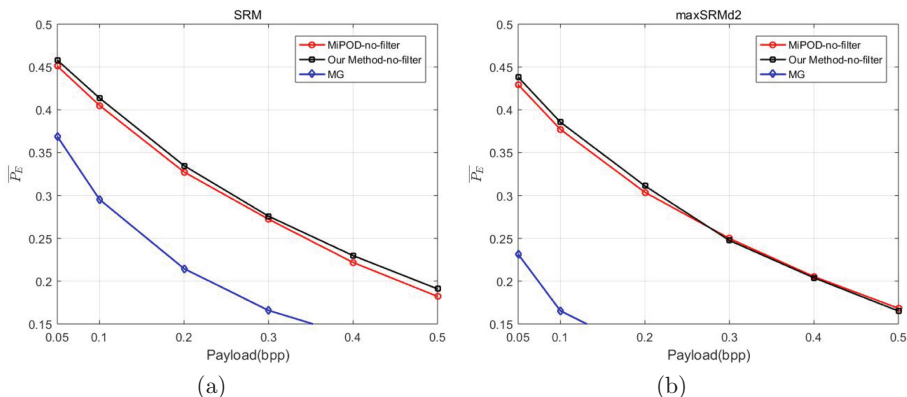 SRM
0.5
0.45
0.4
0.35
0.3
0.25
0.2
0.15
P_E
MiPOD-no-filter
Our Method-no-filter
MG
0.05 0.1 0.2 0.3 0.4 0.5
Payload(bpp)
(a)
maxSRMd2
0.5
0.45
0.4
0.35
0.3
0.25
0.2
0.15
P_E
MiPOD-no-filter
Our Method-no-filter
MG
0.05 0.1 0.2 0.3 0.4 0.5
Payload(bpp)
(b)